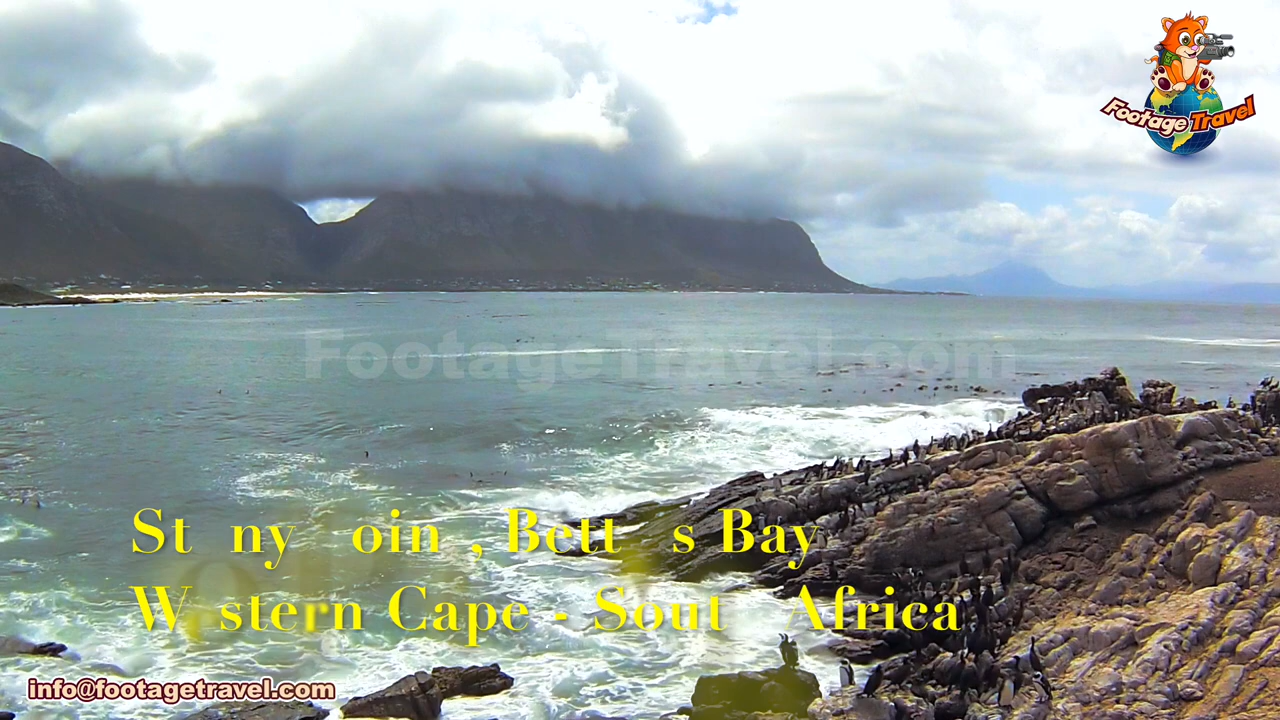 Footage Travel
FootageTravel.com
St ny oin , Bett s Bay
W stern Cape - Sout Africa
info@footagetravel.com